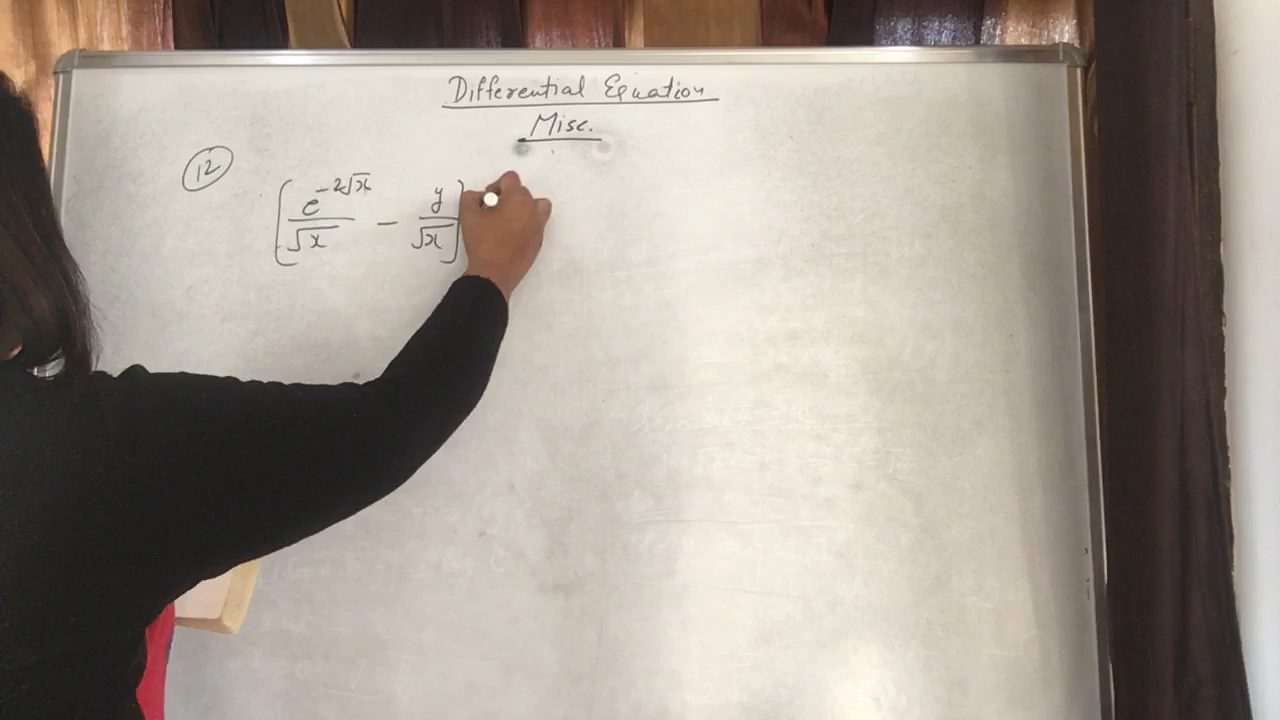 Differential Equation
Misc.
12
[e^-2√x / √x - y / √x]